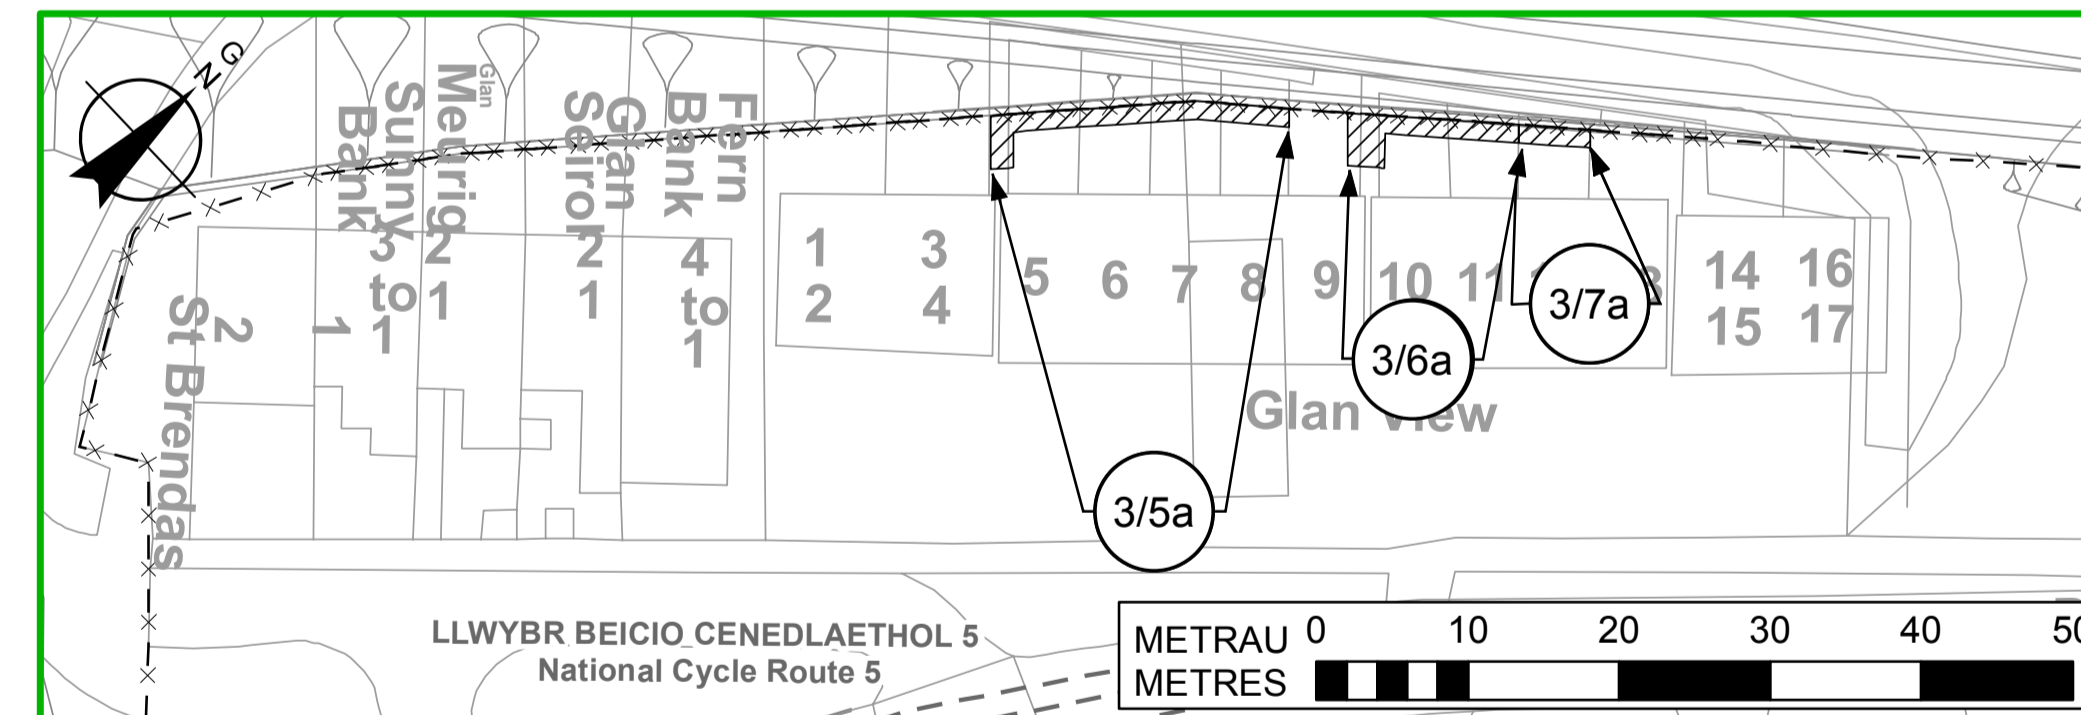 N G
Glan
Meurig
Sunny
Bank
Glan
Seirol
Fern
Bank
St Brendas
2
1
3
to
1
2
1
2
1
4
to
1
1
2
3
4
5
6
7
8
9
10
11
14
15
16
17
3/7a
3/6a
Glan
3/5a
LLWYBR BEICIO CENEDLAETHOL 5
National Cycle Route 5
METRAU
METRES
0 10 20 30 40